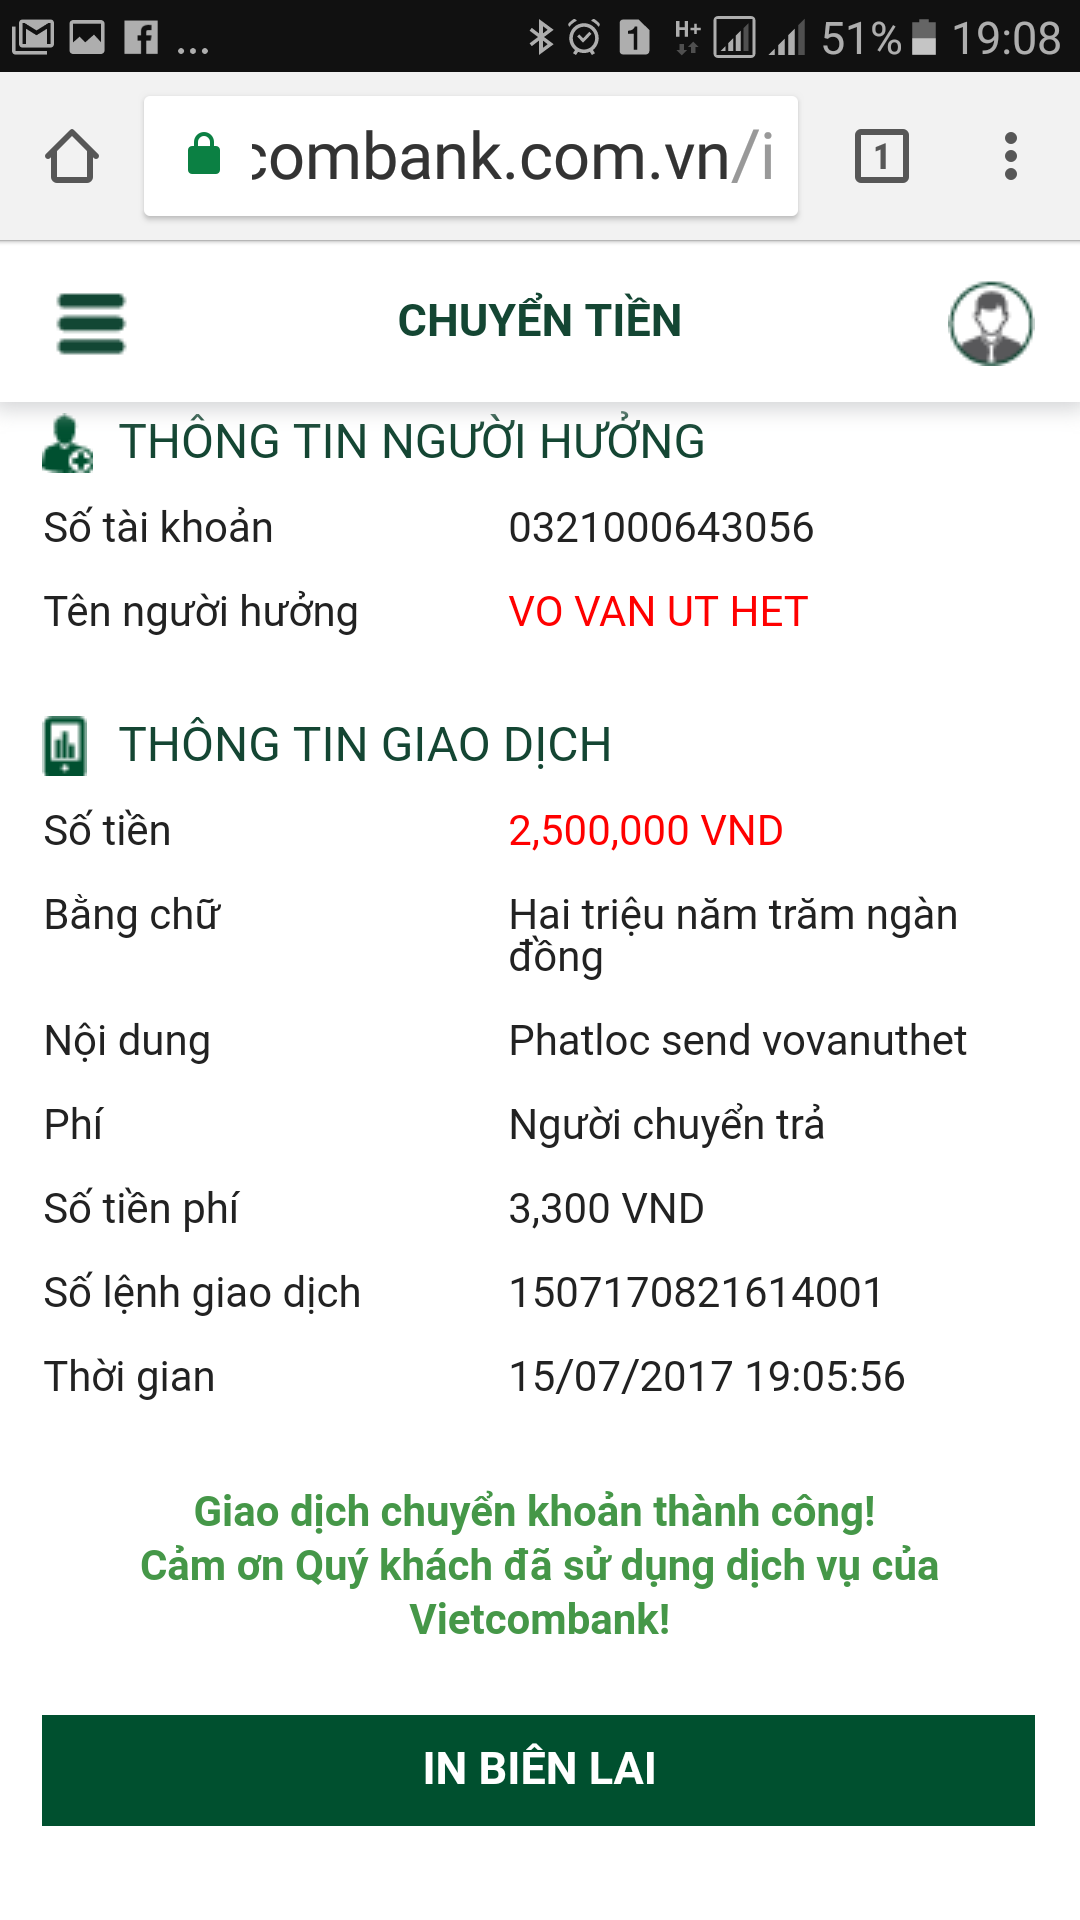 ... 1 H+ 51% 19:08
combank.com.vn/i 1
CHUYỂN TIỀN
THÔNG TIN NGƯỜI HƯỞNG
Số tài khoản 0321000643056
Tên người hưởng VO VAN UT HET
THÔNG TIN GIAO DỊCH
Số tiền 2,500,000 VND
Bằng chữ Hai triệu năm trăm ngàn
đồng
Nội dung Phatloc send vovanuthet
Phí Người chuyển trả
Số tiền phí 3,300 VND
Số lệnh giao dịch 1507170821614001
Thời gian 15/07/2017 19:05:56
Giao dịch chuyển khoản thành công!
Cảm ơn Quý khách đã sử dụng dịch vụ của
Vietcombank!
IN BIÊN LAI